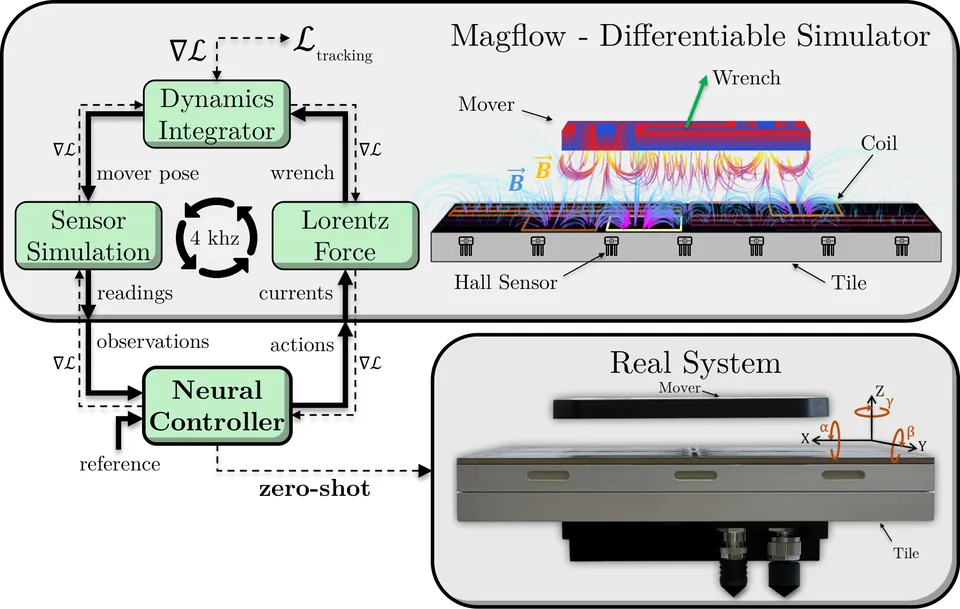 Magflow - Differentiable Simulator
∇ℒ
ℒ tracking
Dynamics
Integrator
∇ℒ
∇ℒ
mover pose
wrench
Sensor
Simulation
4 khz
Lorentz
Force
readings
currents
Wrench
Mover
Coil
B⃗
B⃗
Hall Sensor
Tile
observations
actions
∇ℒ
∇ℒ
Neural
Controller
reference
zero-shot
Real System
Mover
Z
γ
α
X
β
Y
Tile